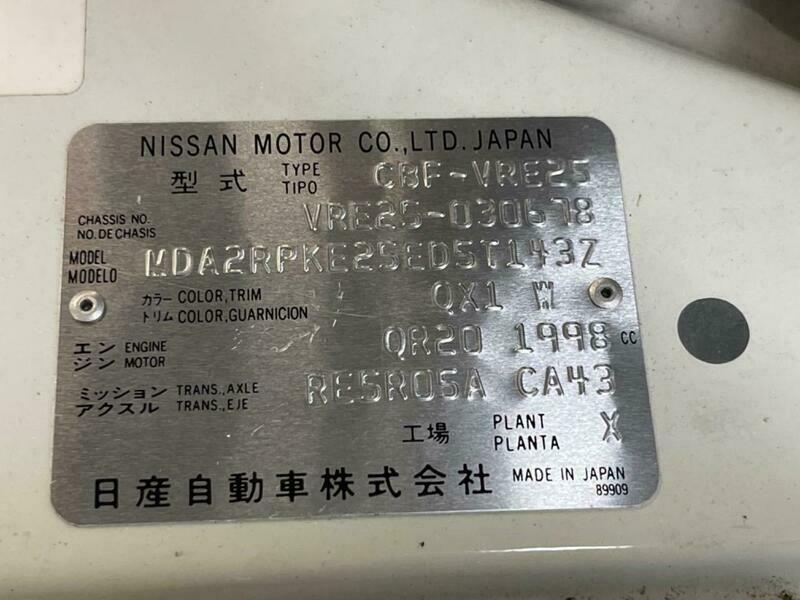 NISSAN MOTOR CO.,LTD. JAPAN
型式 TYPE TIPO CBF-VRE25
CHASSIS NO. NO. DE CHASIS VRE25-030678
MODEL MODELO MDA2RPKE25ED5T143Z
カラー COLOR, TRIM QX1 W
トリム COLOR, GUARNICION
エンジン ENGINE MOTOR QR20 1998 CC
ミッション TRANS., AXLE RE5R05A CA43
アクスル TRANS., EJE
工場 PLANT PLANTA X
日産自動車株式会社 MADE IN JAPAN
89909